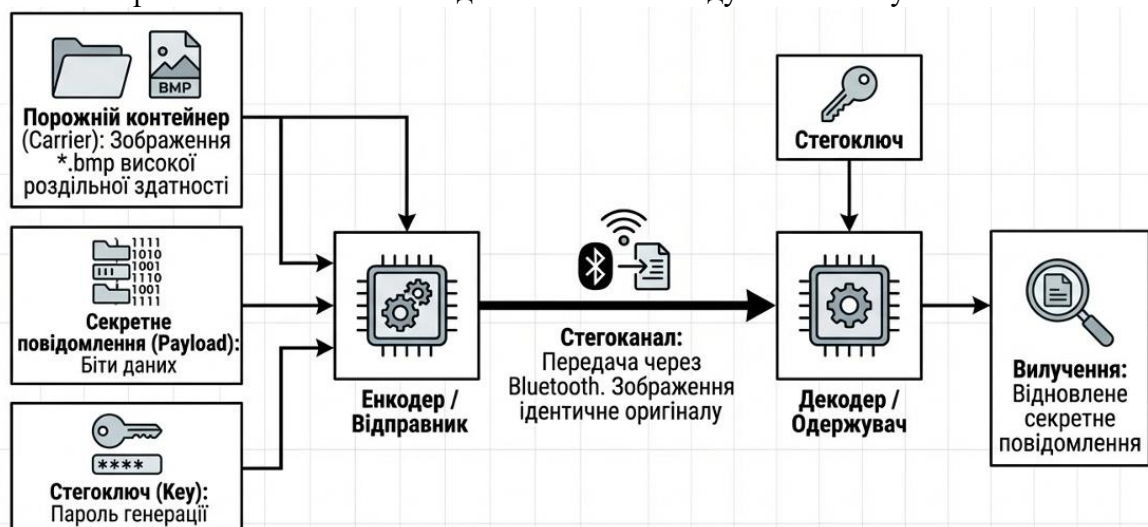 BMP
Порожній контейнер
(Carrier): Зображення
*.bmp високої
роздільної здатності
1111
1010
1001
1110
1001
1111
Секретне
повідомлення (Payload):
Біти даних
****
Стегоключ (Key):
Пароль генерації
Енкодер /
Відправник
Стегоканал:
Передача через
Bluetooth. Зображення
ідентичне оригіналу
Стегоключ
Декодер /
Одержувач
Вилучення:
Відновлене
секретне
повідомлення